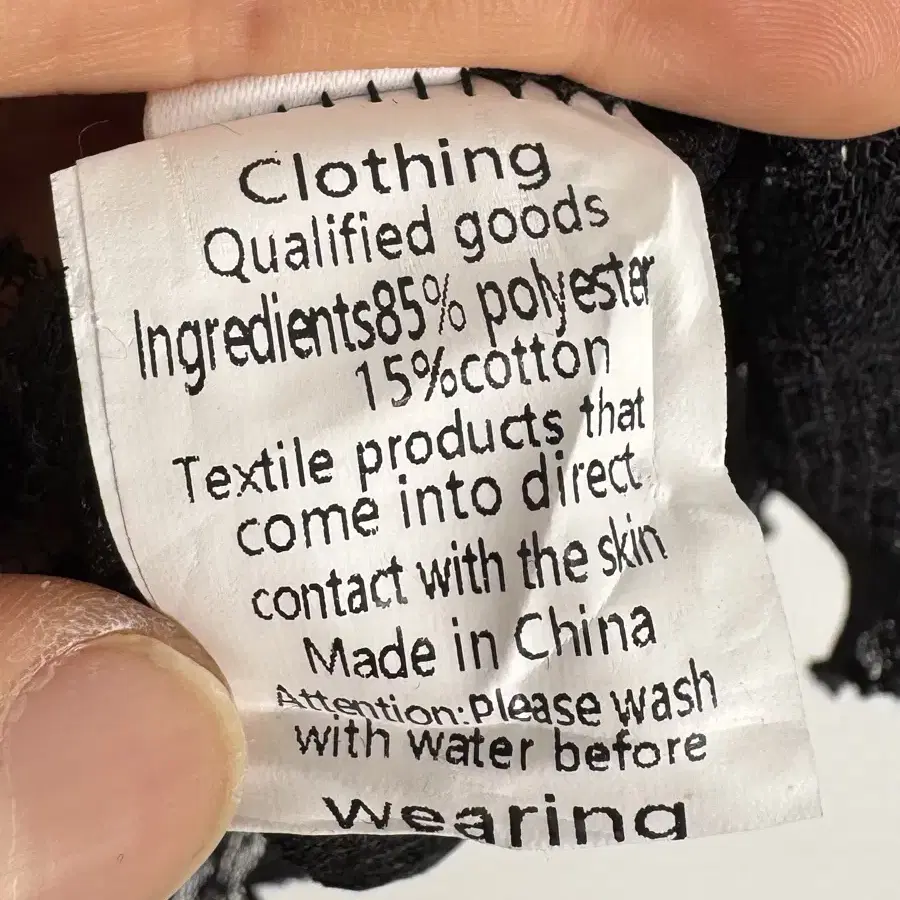 Clothing
Qualified goods
Ingredients85% polyester
15%cotton
Textile products that
come into direct
contact with the skin
Made in China
Attention:please wash
with water before
wearing